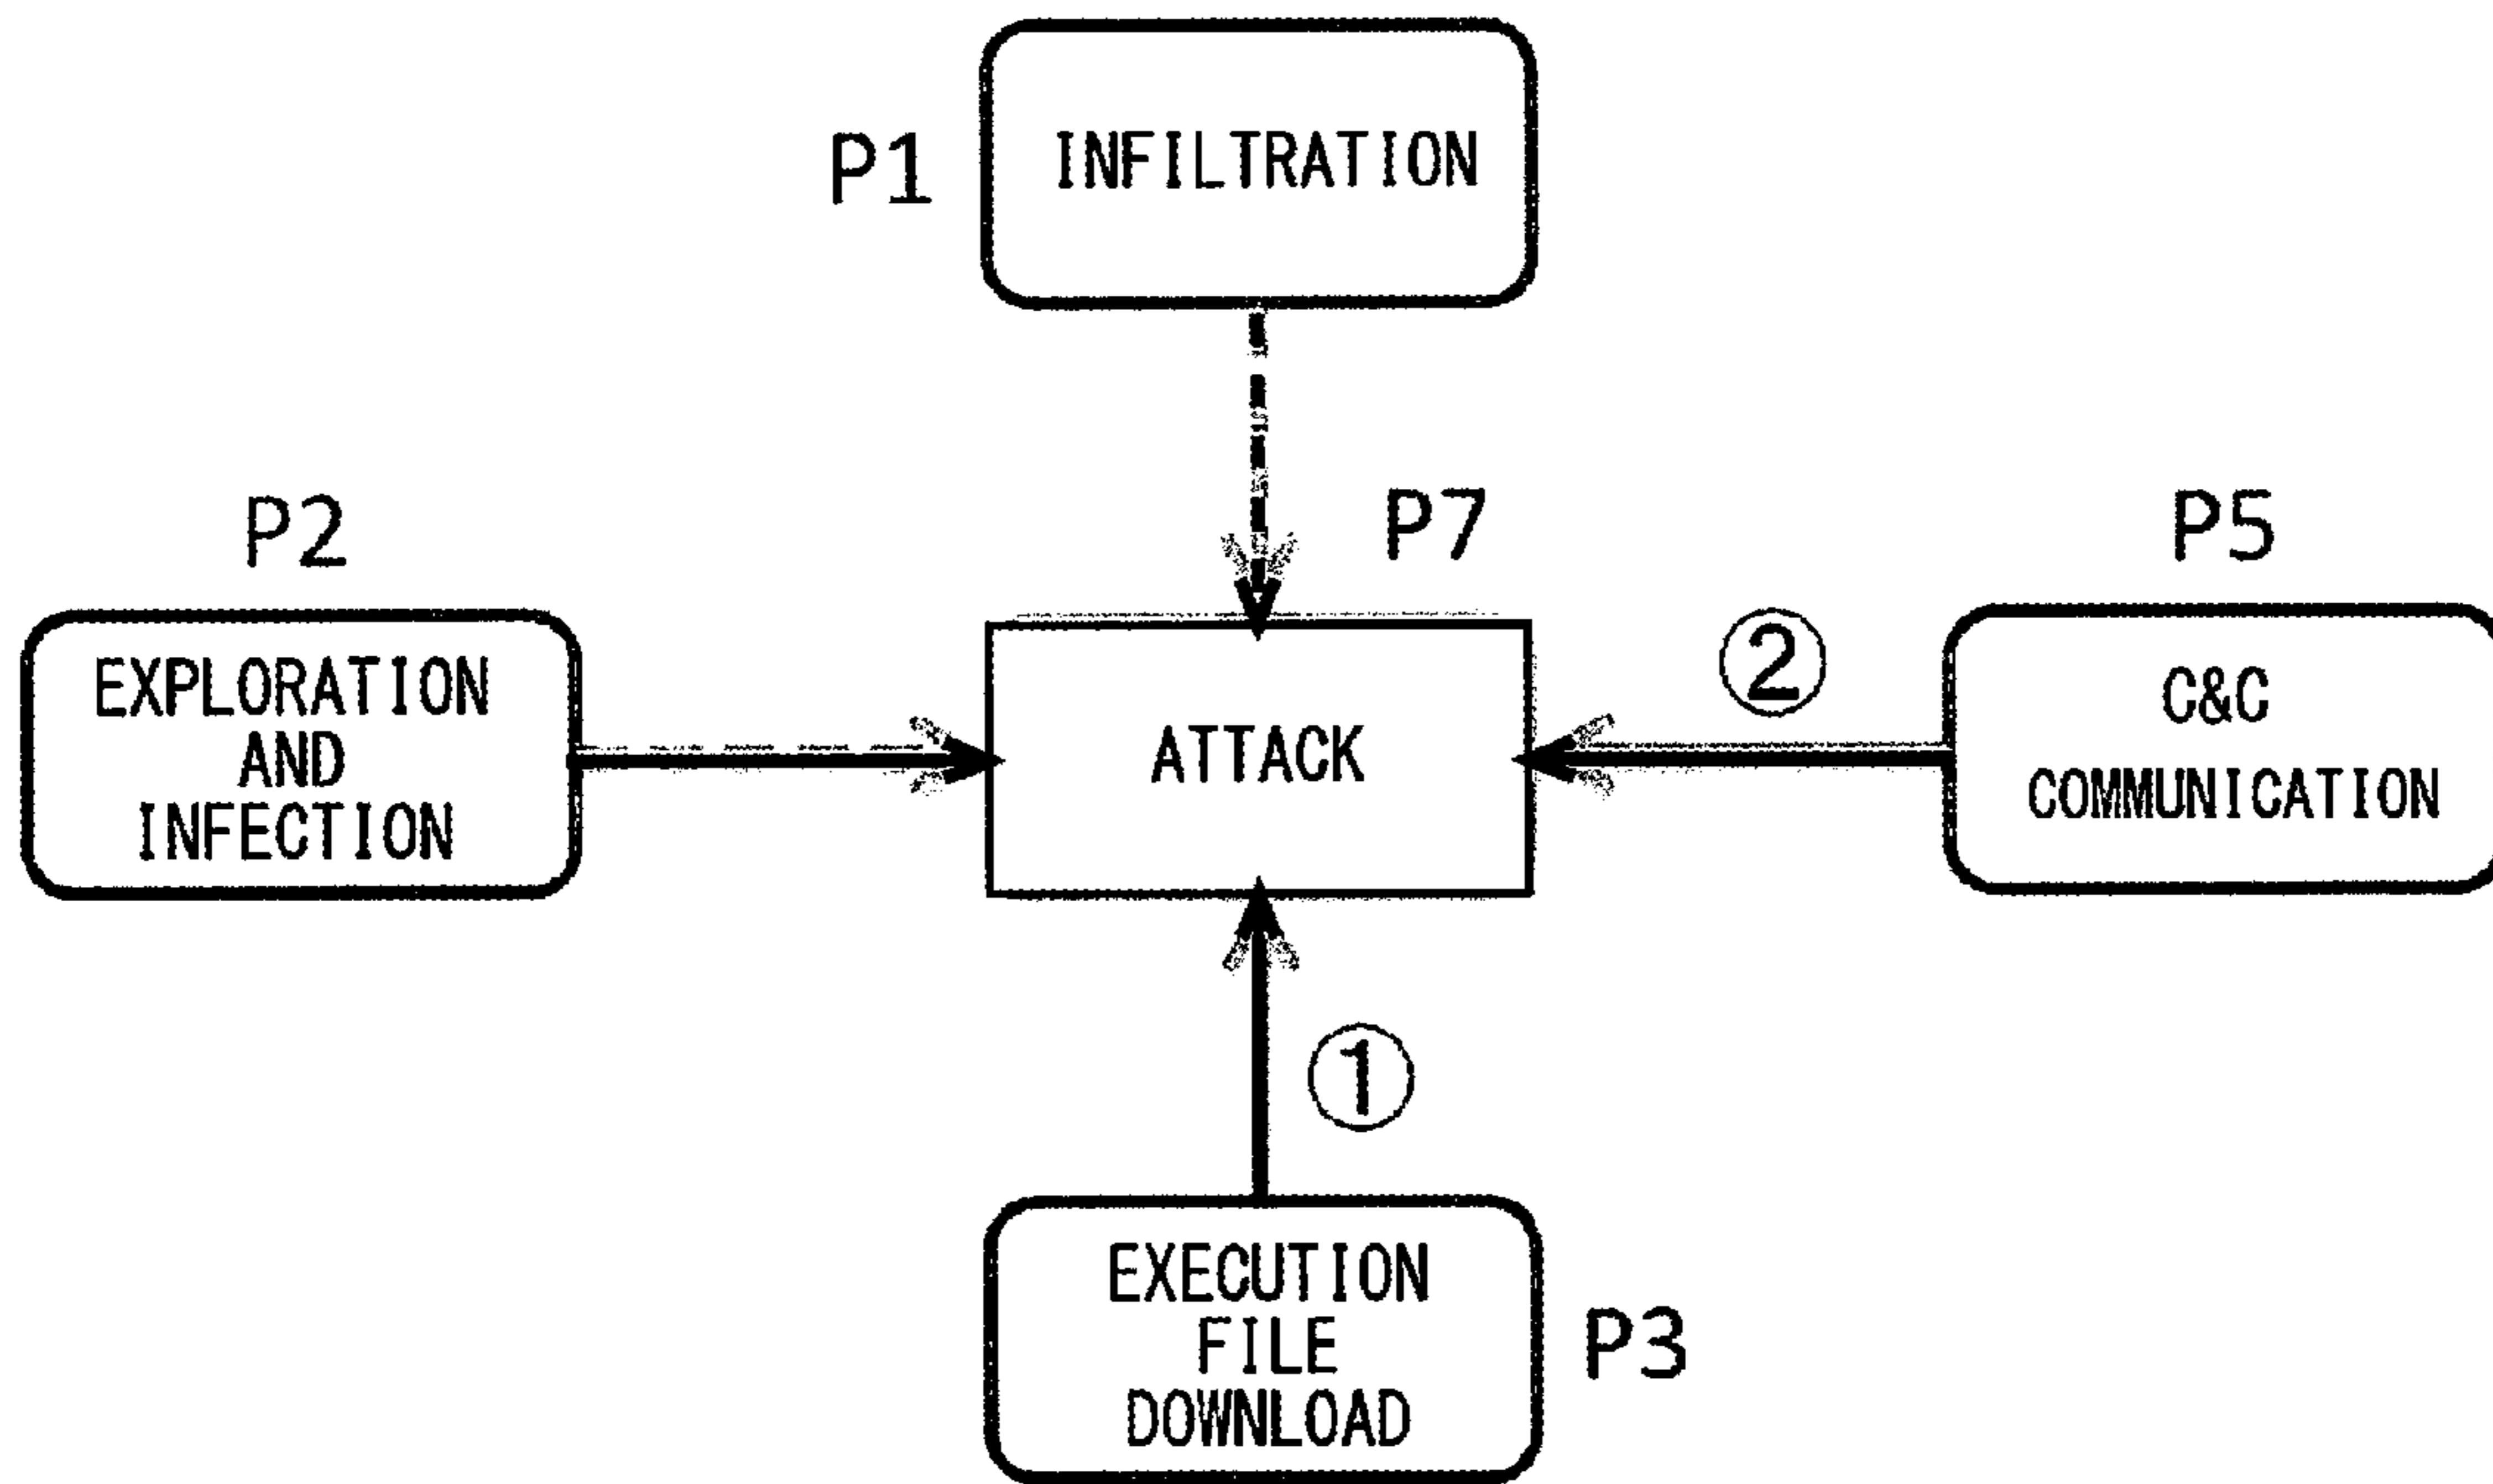 P1
INFILTRATION
P2
P7
P5
EXPLORATION
AND
INFECTION
ATTACK
②
C&C
COMMUNICATION
①
EXECUTION
FILE
DOWNLOAD
P3